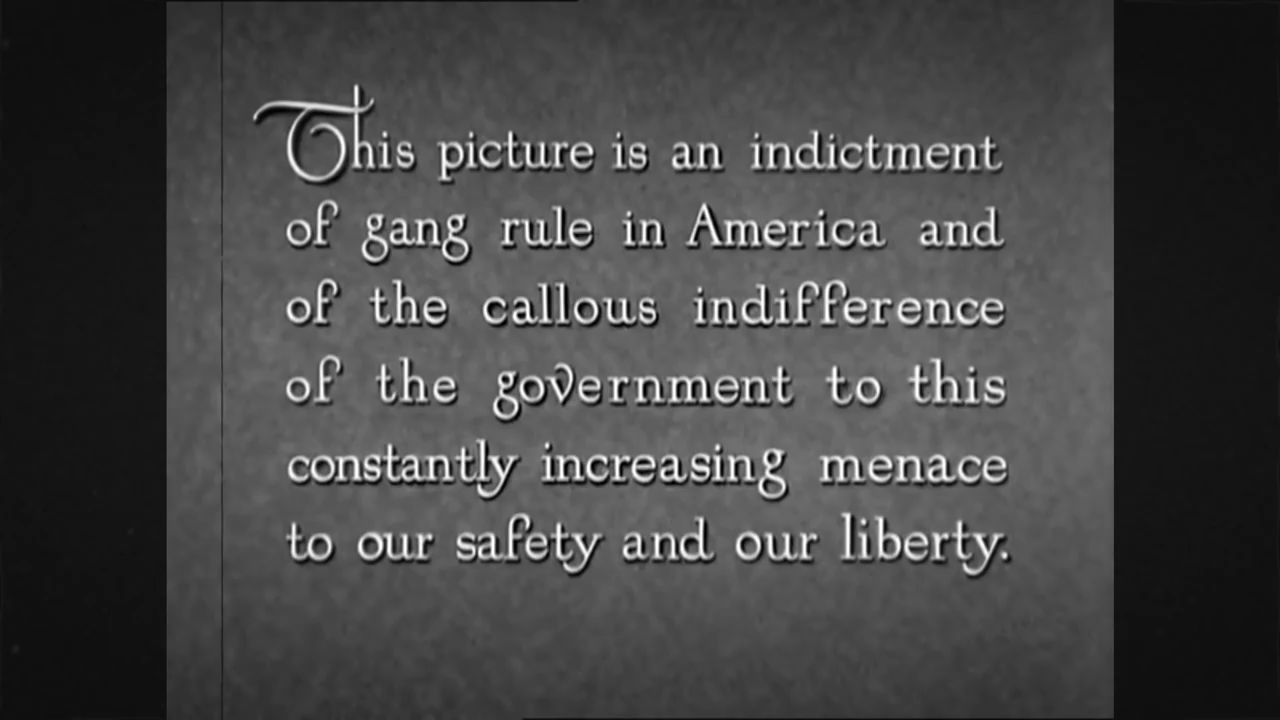 This picture is an indictment
of gang rule in America and
of the callous indifference
of the government to this
constantly increasing menace
to our safety and our liberty.